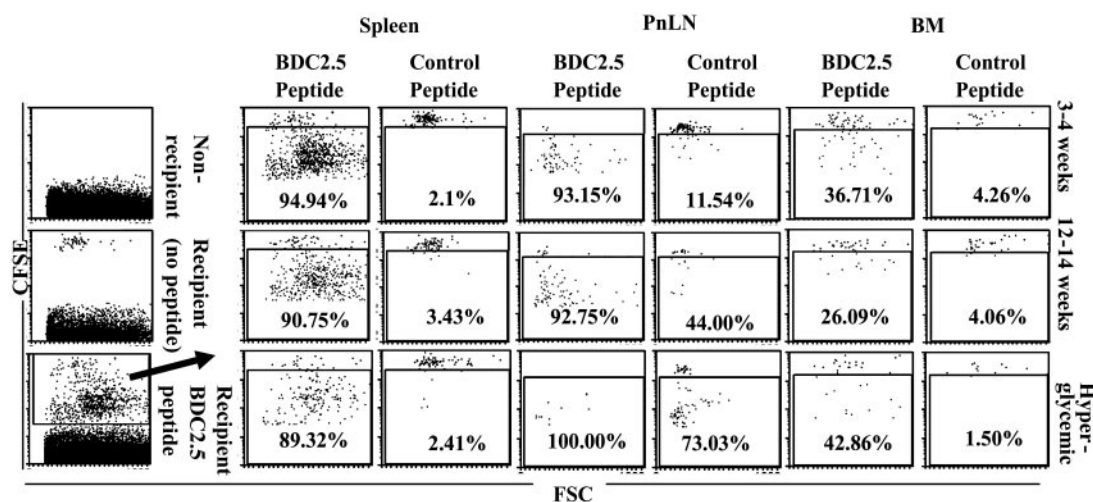 Spleen
PnLN
BM
BDC2.5
Peptide
Control
Peptide
BDC2.5
Peptide
Control
Peptide
BDC2.5
Peptide
Control
Peptide
CFSE
Non-
recipient
94.94%
2.1%
93.15%
11.54%
36.71%
4.26%
3-4 weeks
Recipient
(no peptide)
90.75%
3.43%
92.75%
44.00%
26.09%
4.06%
12-14 weeks
Recipient
BDC2.5
peptide
89.32%
2.41%
100.00%
73.03%
42.86%
1.50%
Hyper-
glycemic
FSC